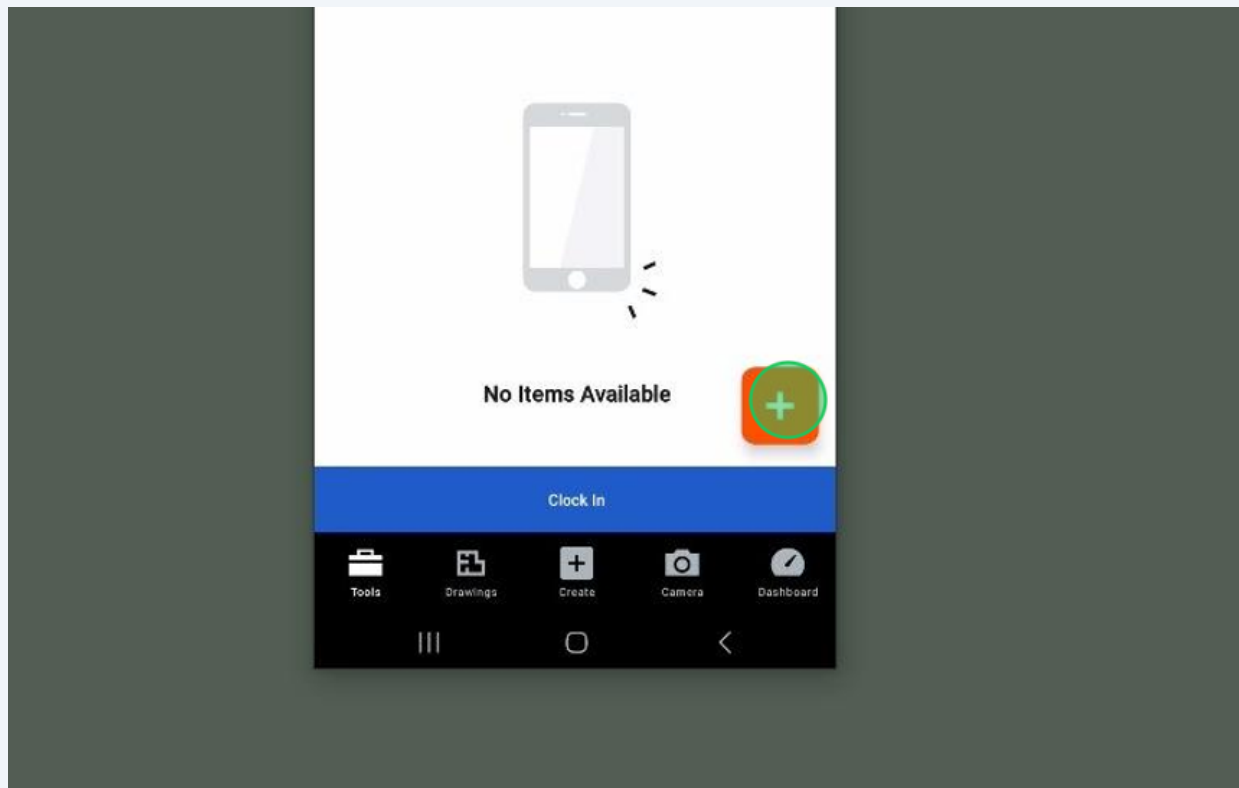 No Items Available
Clock In
Tools
Drawings
Create
Camera
Dashboard